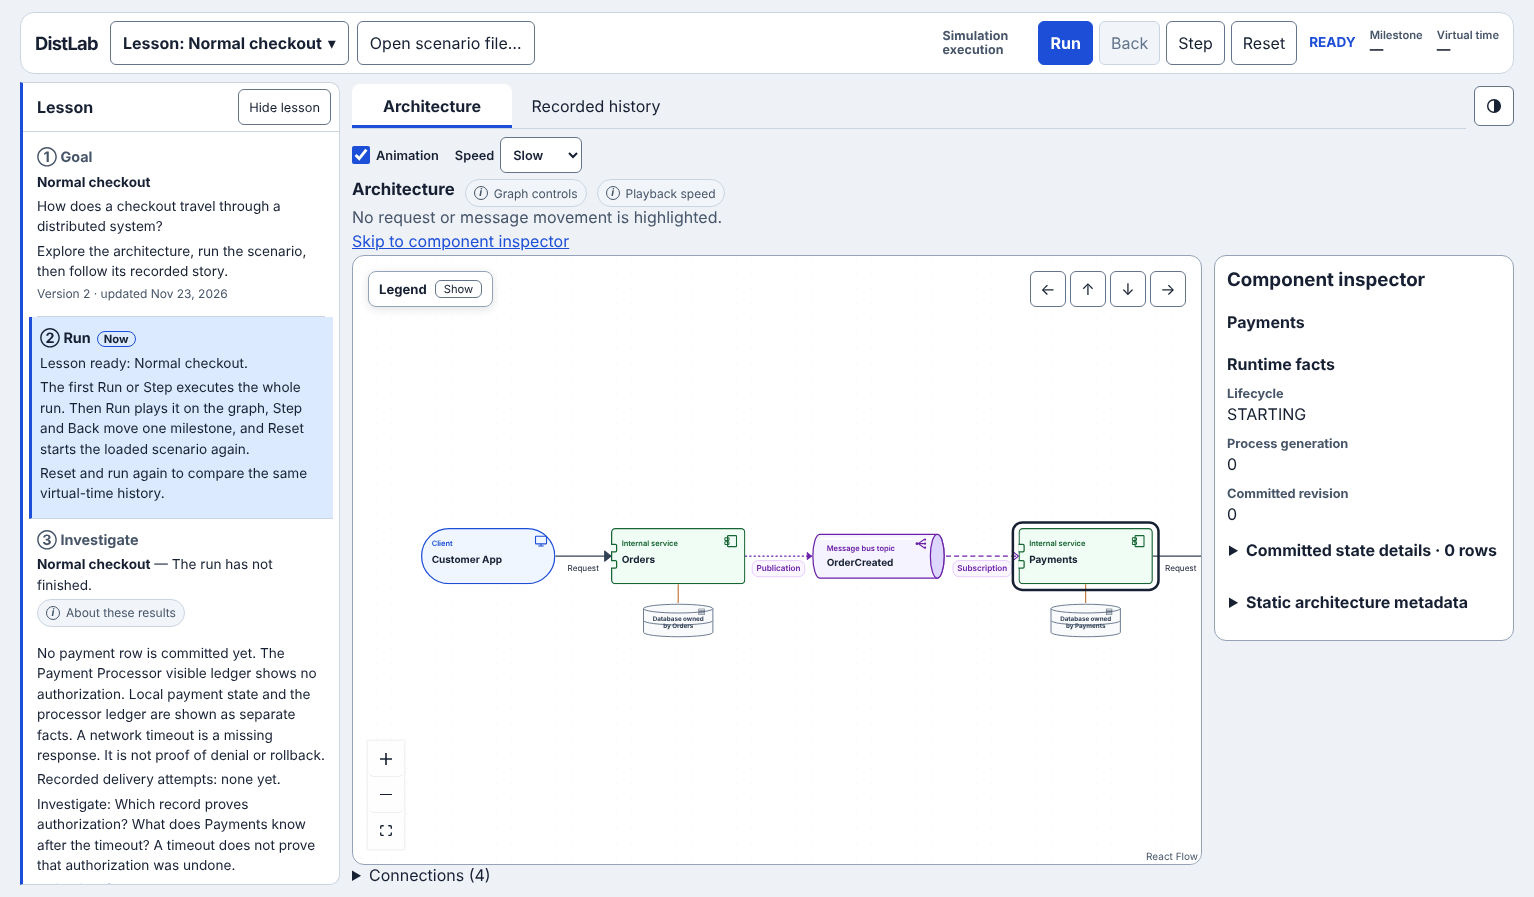 DistLab
Lesson: Normal checkout ▾
Open scenario file...
Simulation
execution
Run
Back
Step
Reset
READY
Milestone
—
Virtual time
—
Lesson
Hide lesson
1 Goal
Normal checkout
How does a checkout travel through a
distributed system?
Explore the architecture, run the scenario,
then follow its recorded story.
Version 2 · updated Nov 23, 2026
2 Run Now
Lesson ready: Normal checkout.
The first Run or Step executes the whole
run. Then Run plays it on the graph, Step
and Back move one milestone, and Reset
starts the loaded scenario again.
Reset and run again to compare the same
virtual-time history.
3 Investigate
Normal checkout — The run has not
finished.
About these results
No payment row is committed yet. The
Payment Processor visible ledger shows no
authorization. Local payment state and the
processor ledger are shown as separate
facts. A network timeout is a missing
response. It is not proof of denial or rollback.
Recorded delivery attempts: none yet.
Investigate: Which record proves
authorization? What does Payments know
after the timeout? A timeout does not prove
that authorization was undone.
Architecture
Recorded history
Animation
Speed
Slow
Architecture
Graph controls
Playback speed
No request or message movement is highlighted.
Skip to component inspector
Legend
Show
Client
Customer App
Request
Internal service
Orders
Publication
Message bus topic
OrderCreated
Subscription
Internal service
Payments
Request
Database owned
by Orders
Database owned
by Payments
React Flow
Connections (4)
Component inspector
Payments
Runtime facts
Lifecycle
STARTING
Process generation
0
Committed revision
0
Committed state details · 0 rows
Static architecture metadata